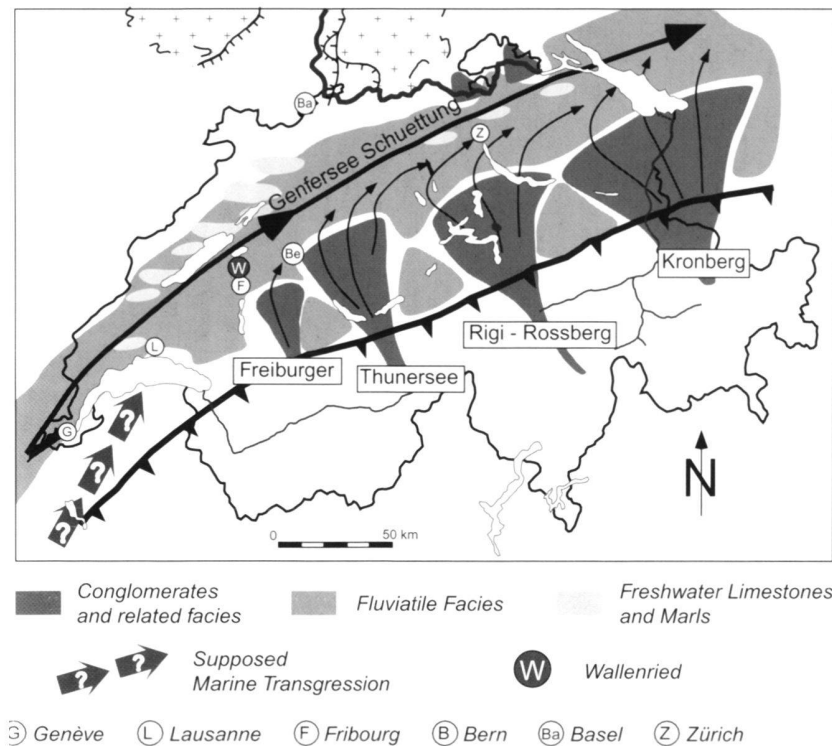 Ba
Genfersee Schuettung
Z
W
Be
F
Kronberg
Rigi - Rossberg
L
Freiburger
Thunersee
G
?
?
?
N
0 50 km
Conglomerates
and related facies
Fluviatile Facies
Freshwater Limestones
and Marls
? ?
Supposed
Marine Transgression
W Wallenried
G Genève L Lausanne F Fribourg B Bern Ba Basel Z Zürich